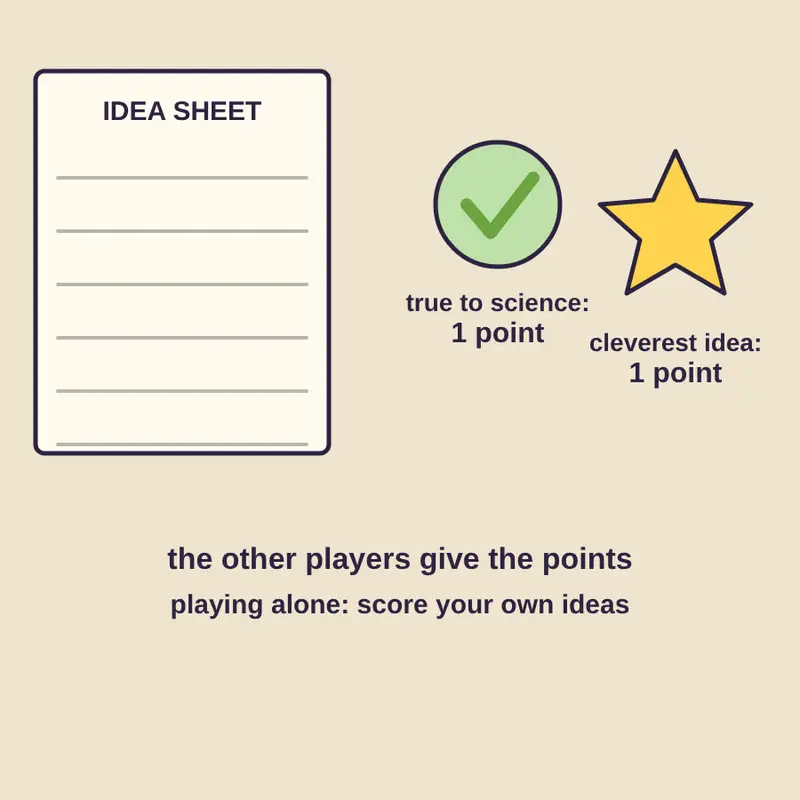 IDEA SHEET
true to science:
1 point
cleverest idea:
1 point
the other players give the points
playing alone: score your own ideas